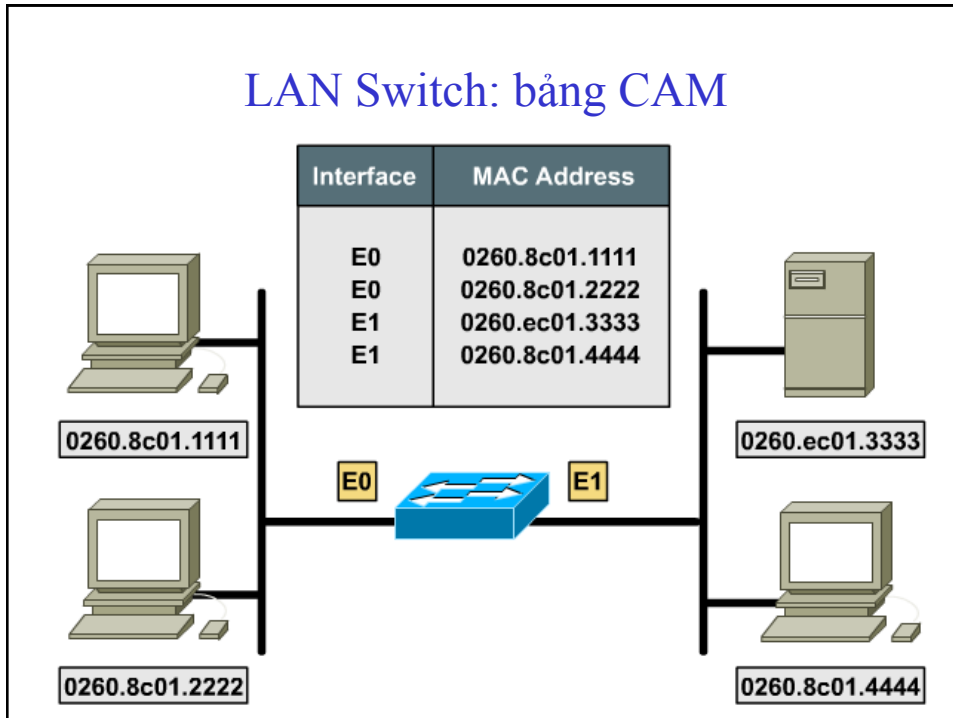 LAN Switch: bảng CAM
Interface MAC Address
E0 0260.8c01.1111
E0 0260.8c01.2222
E1 0260.ec01.3333
E1 0260.8c01.4444
0260.8c01.1111
0260.ec01.3333
E0 E1
0260.8c01.2222
0260.8c01.4444